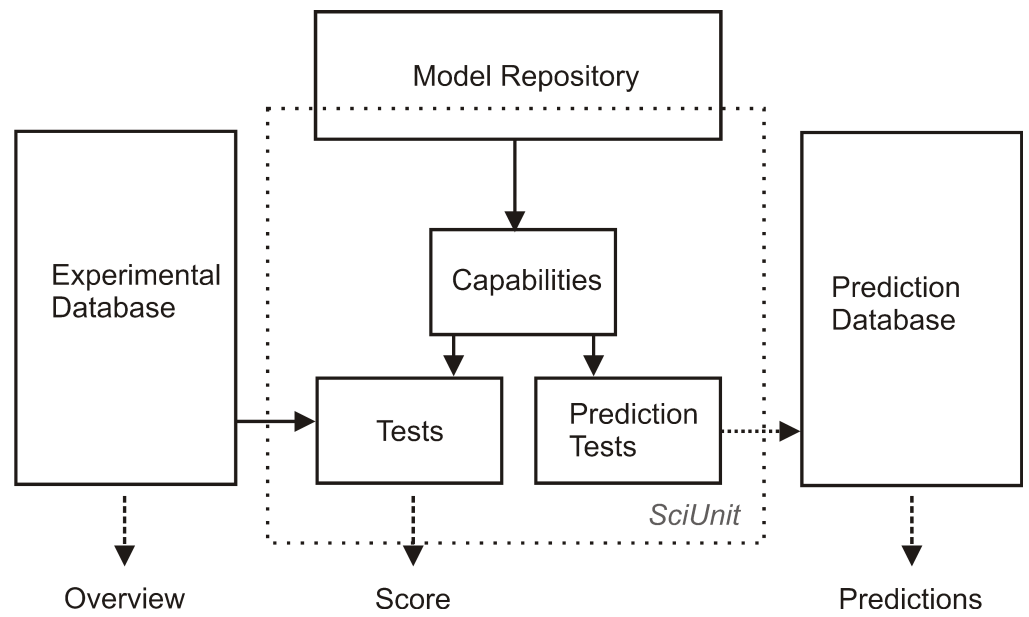 Model Repository
Experimental
Database
Capabilities
Prediction
Database
Tests
Prediction
Tests
SciUnit
Overview
Score
Predictions